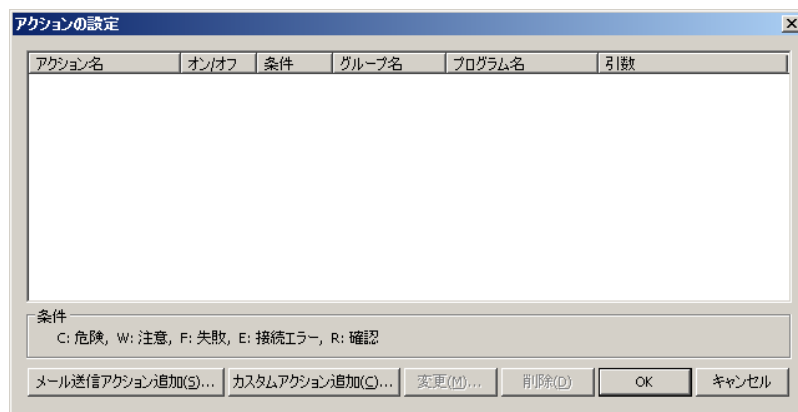 アクションの設定
アクション名 オン/オフ 条件 グループ名 プログラム名 引数
条件
C: 危険, W: 注意, F: 失敗, E: 接続エラー, R: 確認
メール送信アクション追加(S)... カスタムアクション追加(C)... 変更(M)... 削除(D) OK キャンセル